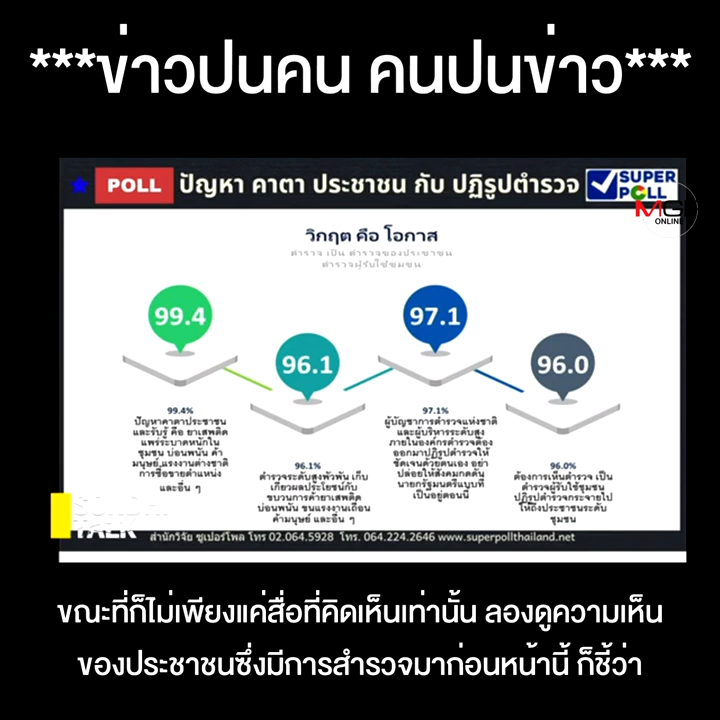 ***ข่าวปนคน คนปนข่าว***
POLL ปัญหา คาตา ประชาชน กับ ปฏิรูปตำรวจ SUPER POLL
MGR ONLINE
วิกฤต คือ โอกาส
ตำรวจ เป็น ตำรวจของประชาชน
ตำรวจผู้รับใช้ชุมชน
99.4
99.4%
ปัญหาคาตาประชาชน
และรับรู้ คือ ยาเสพติด
แพร่ระบาดหนักใน
ชุมชน บ่อนพนัน ค้า
มนุษย์ แรงงานต่างชาติ
การซื้อขายตำแหน่ง
และอื่น ๆ
96.1
96.1%
ตำรวจระดับสูงพัวพัน เก็บ
เกี่ยวผลประโยชน์กับ
ขบวนการค้ายาเสพติด
บ่อนพนัน ขนแรงงานเถื่อน
ค้ามนุษย์ และอื่น ๆ
97.1
97.1%
ผู้บัญชาการตำรวจแห่งชาติ
และผู้บริหารระดับสูง
ภายในองค์กรตำรวจต้อง
ออกมาปฏิรูปตำรวจให้
ชัดเจนด้วยตนเอง อย่า
ปล่อยให้สังคมกดดัน
นายกรัฐมนตรีแบบที่
เป็นอยู่ตอนนี้
96.0
96.0%
ต้องการเห็นตำรวจ เป็น
ตำรวจผู้รับใช้ชุมชน
ปฏิรูปตำรวจกระจายไป
ให้ถึงประชาชนระดับ
ชุมชน
TALK
สำนักวิจัย ซูเปอร์โพล โทร 02.064.5928 โทร. 064.224.2646 www.superpollthailand.net
ขณะที่ก็ไม่เพียงแค่สื่อที่คิดเห็นเท่านั้น ลองดูความเห็น
ของประชาชนซึ่งมีการสำรวจมาก่อนหน้านี้ ก็ชี้ว่า